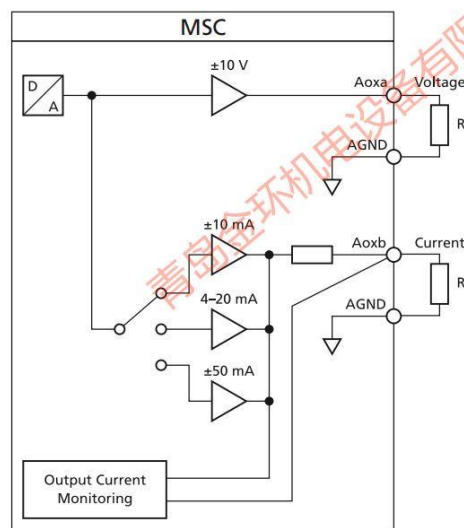 MSC
D
A
±10 V
Aoxa
Voltage
R
AGND
±10 mA
Aoxb
Current
R
4–20 mA
AGND
±50 mA
Output Current
Monitoring
青岛金环机电设备有限